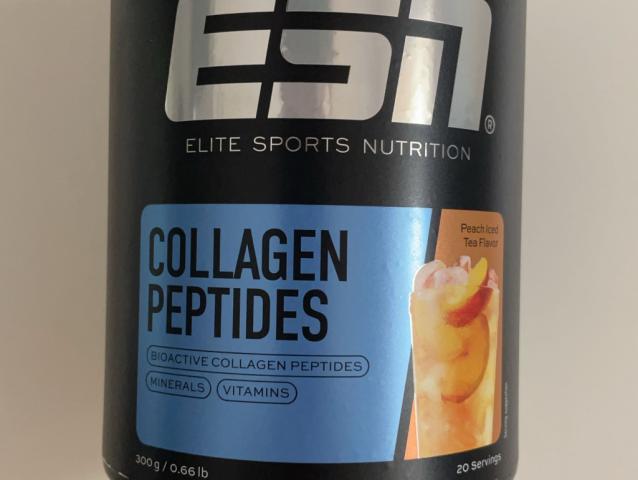 ESN®
ELITE SPORTS NUTRITION
Peach Iced
Tea Flavor
COLLAGEN
PEPTIDES
BIOACTIVE COLLAGEN PEPTIDES
MINERALS VITAMINS
300 g / 0.66 lb
20 Servings